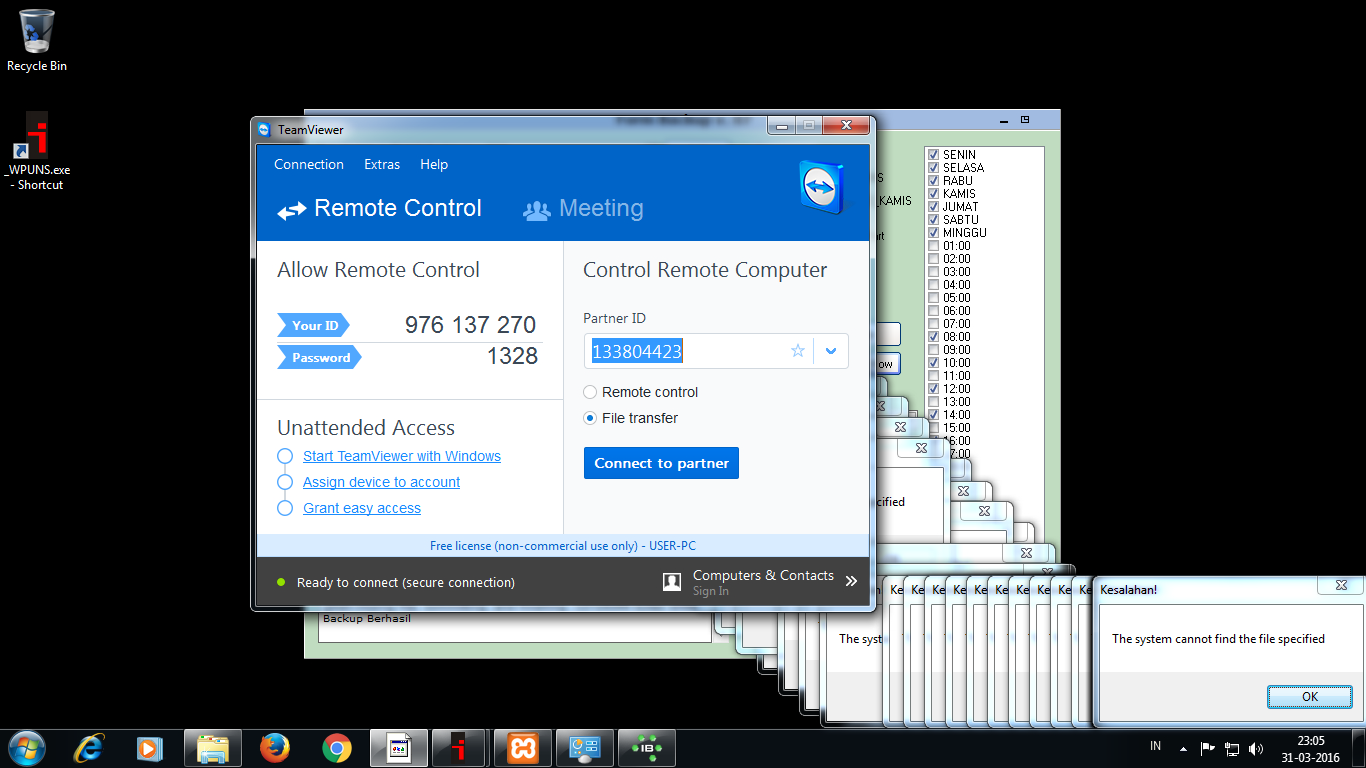 Recycle Bin
_WPUNS.exe
- Shortcut
TeamViewer
Connection Extras Help
Remote Control Meeting
Allow Remote Control
Your ID 976 137 270
Password 1328
Unattended Access
Start TeamViewer with Windows
Assign device to account
Grant easy access
Control Remote Computer
Partner ID
133804423
Remote control
File transfer
Connect to partner
Free license (non-commercial use only) - USER-PC
Ready to connect (secure connection)
Computers & Contacts
Sign In
_KAMIS
SENIN
SELASA
RABU
KAMIS
JUMAT
SABTU
MINGGU
01:00
02:00
03:00
04:00
05:00
06:00
07:00
08:00
09:00
10:00
11:00
12:00
13:00
14:00
15:00
16:00
17:00
Backup Berhasil
The syst
Ke Ke Ke Ke Ke Ke Ke Ke Ke Ke
Kesalahan!
The system cannot find the file specified
OK
IN
23:05
31-03-2016